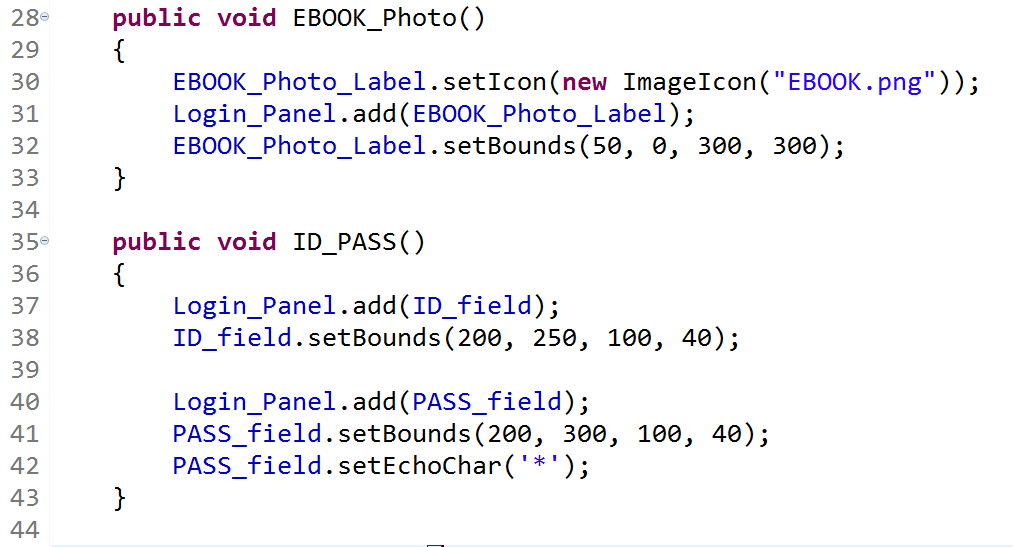 28 public void EBOOK_Photo()
29 {
30 EBOOK_Photo_Label.setIcon(new ImageIcon("EBOOK.png"));
31 Login_Panel.add(EBOOK_Photo_Label);
32 EBOOK_Photo_Label.setBounds(50, 0, 300, 300);
33 }
34
35 public void ID_PASS()
36 {
37 Login_Panel.add(ID_field);
38 ID_field.setBounds(200, 250, 100, 40);
39
40 Login_Panel.add(PASS_field);
41 PASS_field.setBounds(200, 300, 100, 40);
42 PASS_field.setEchoChar('*');
43 }
44